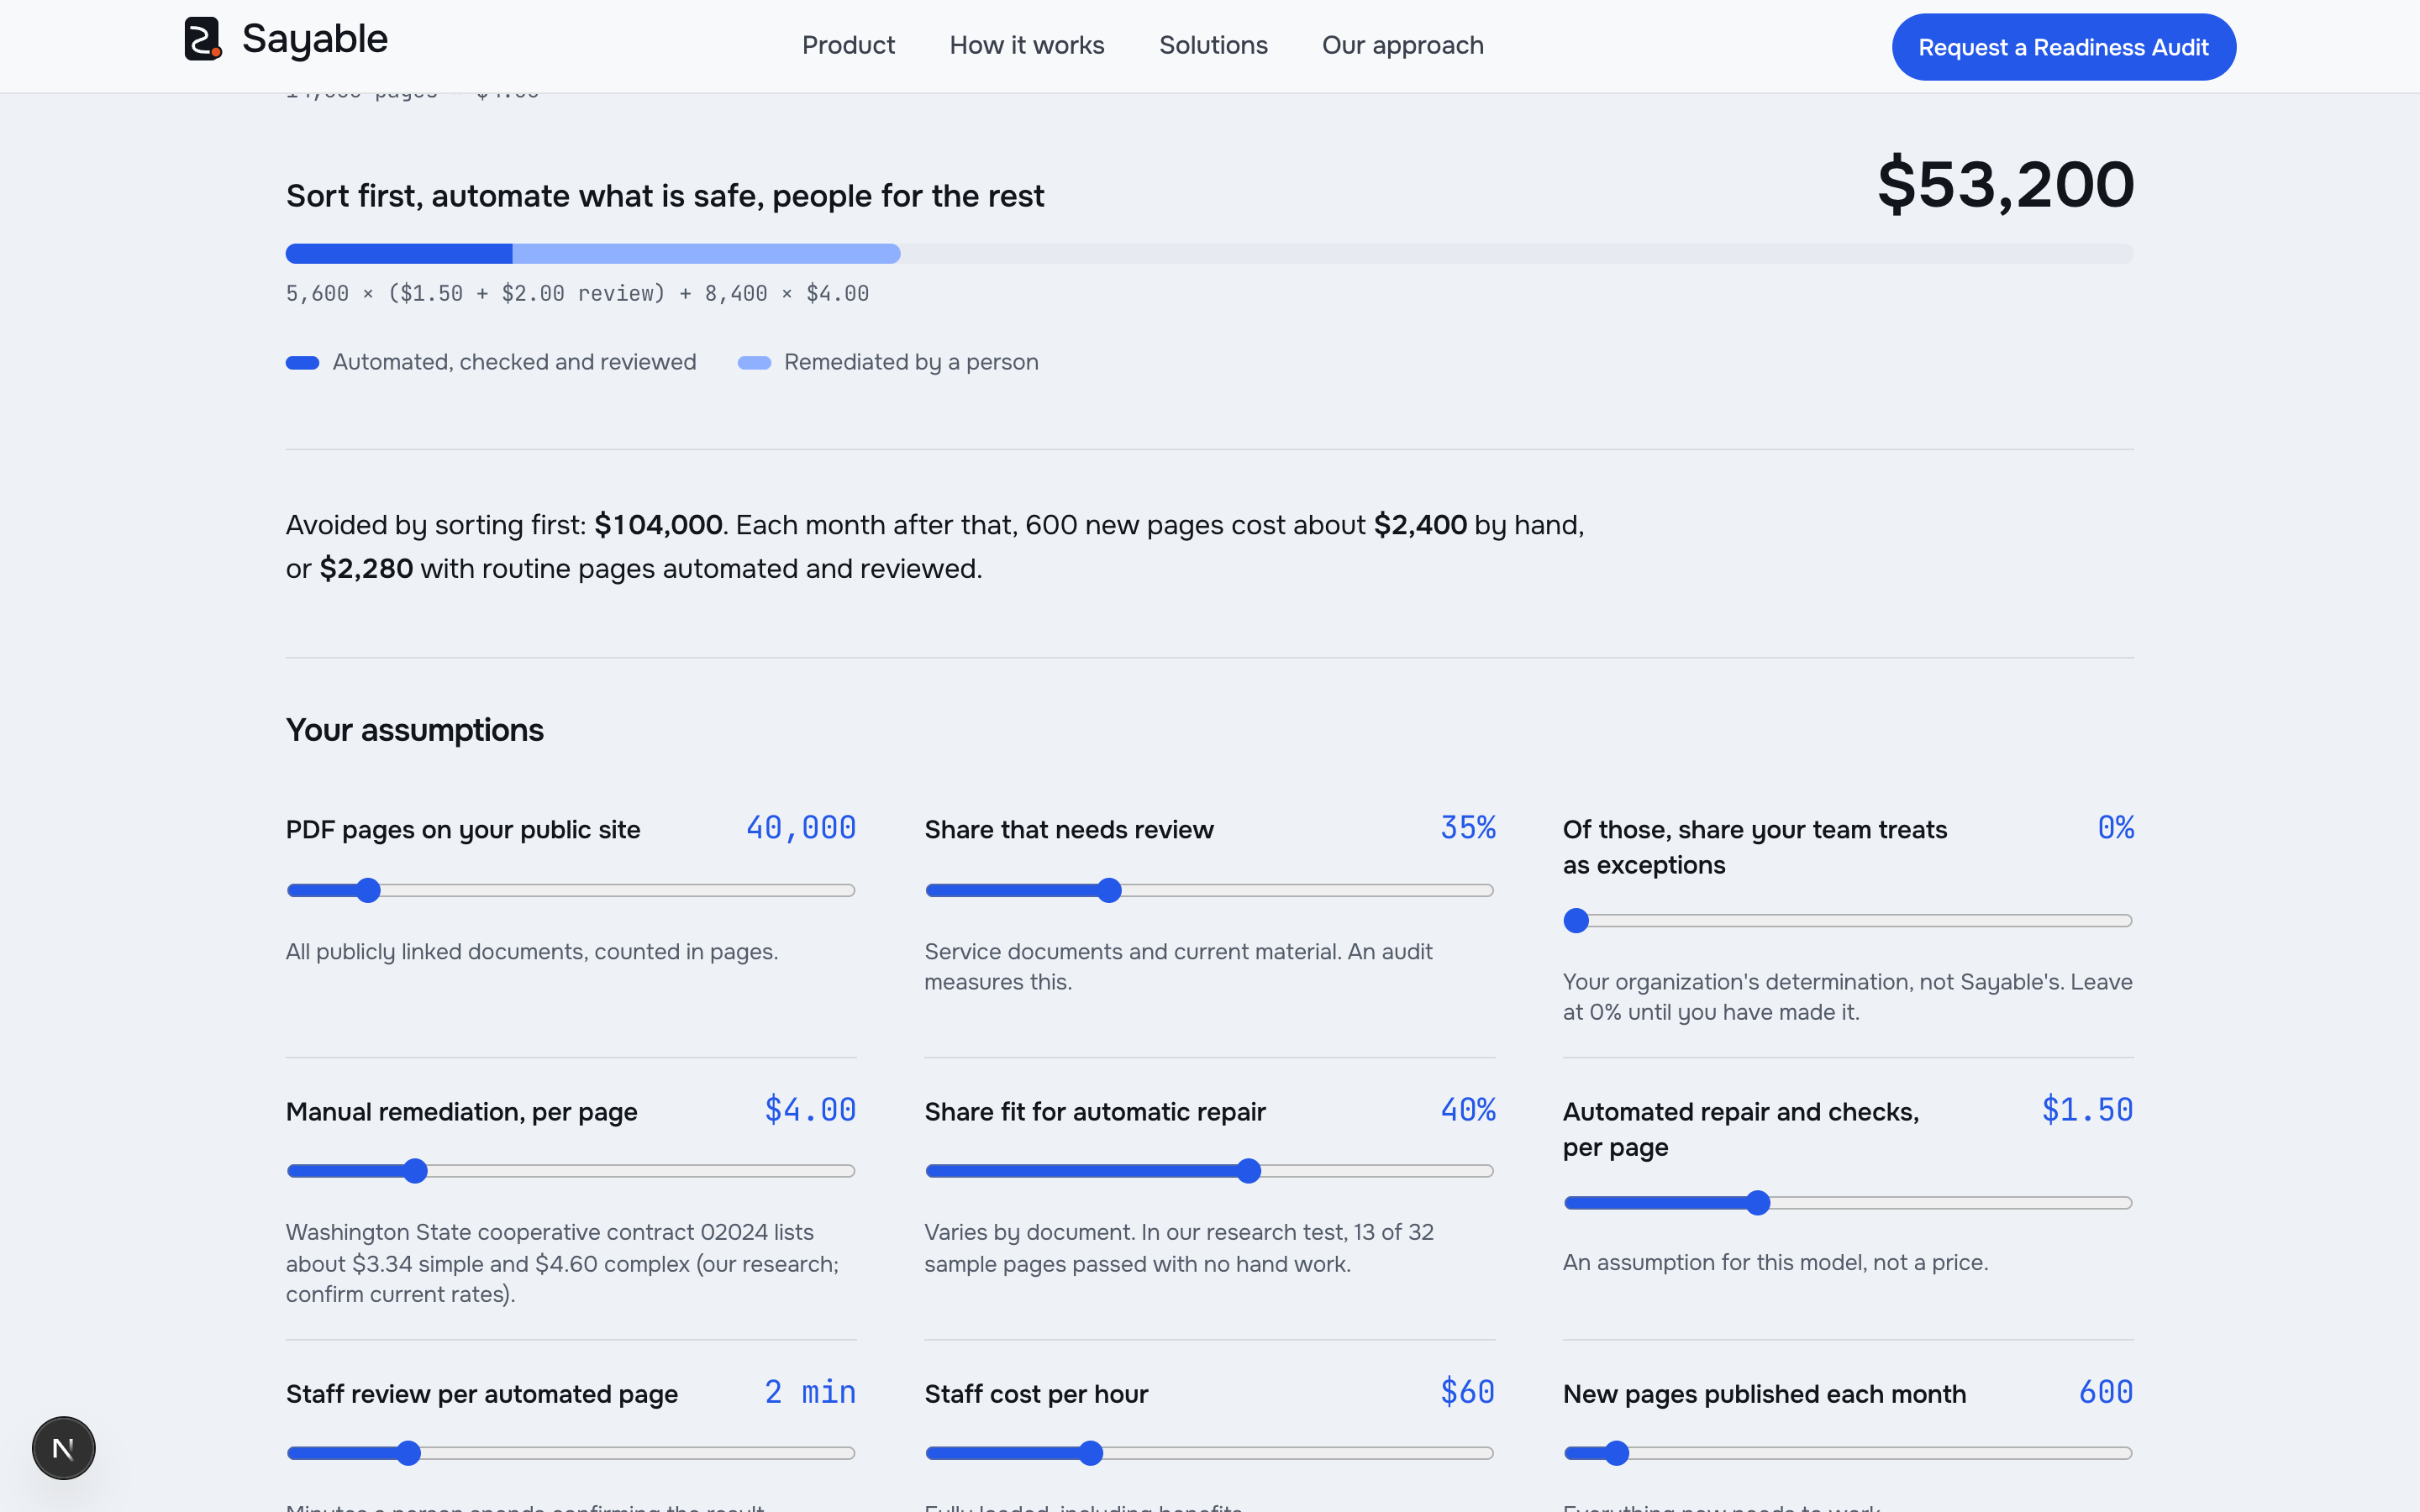 Sayable
Product
How it works
Solutions
Our approach
Request a Readiness Audit
Sort first, automate what is safe, people for the rest
$53,200
5,600 × ($1.50 + $2.00 review) + 8,400 × $4.00
Automated, checked and reviewed
Remediated by a person
Avoided by sorting first: $104,000. Each month after that, 600 new pages cost about $2,400 by hand,
or $2,280 with routine pages automated and reviewed.
Your assumptions
PDF pages on your public site
40,000
All publicly linked documents, counted in pages.
Share that needs review
35%
Service documents and current material. An audit
measures this.
Of those, share your team treats
as exceptions
0%
Your organization's determination, not Sayable's. Leave
at 0% until you have made it.
Manual remediation, per page
$4.00
Washington State cooperative contract 02024 lists
about $3.34 simple and $4.60 complex (our research;
confirm current rates).
Share fit for automatic repair
40%
Varies by document. In our research test, 13 of 32
sample pages passed with no hand work.
Automated repair and checks,
per page
$1.50
An assumption for this model, not a price.
Staff review per automated page
2 min
Staff cost per hour
$60
New pages published each month
600
N